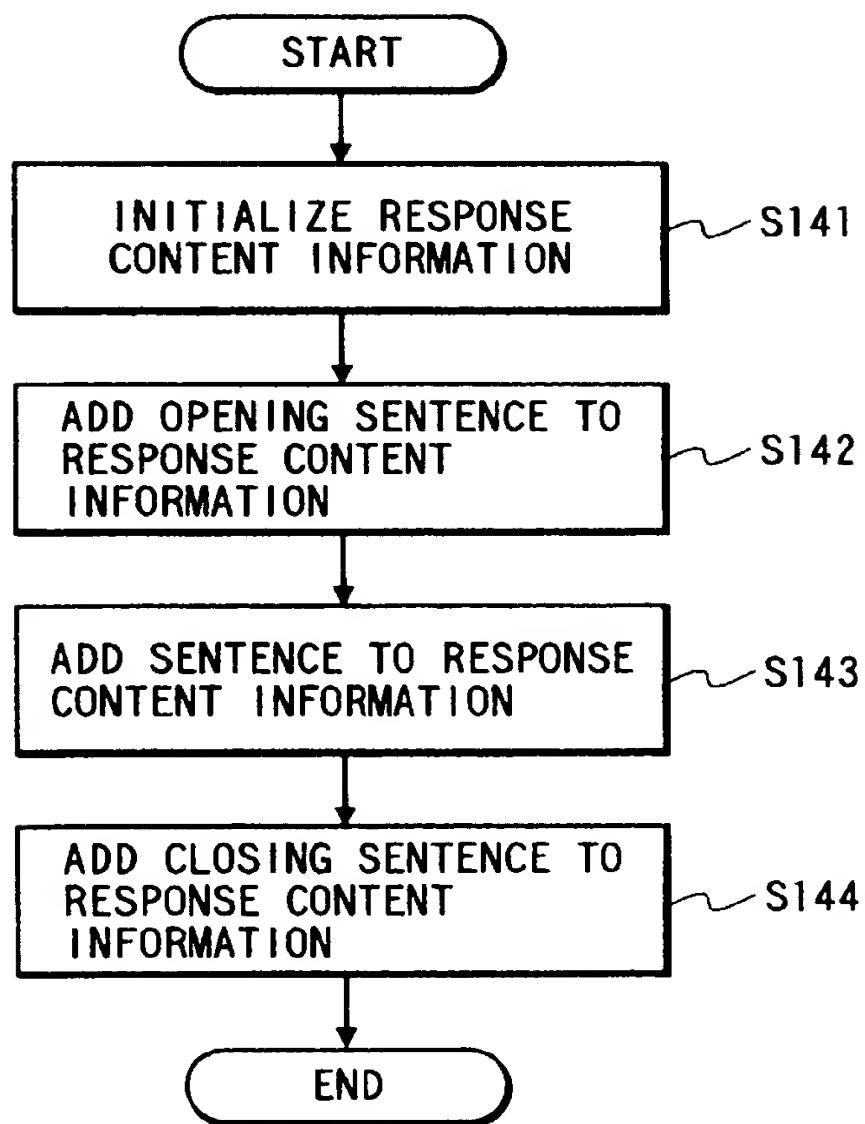 START
INITIALIZE RESPONSE
CONTENT INFORMATION
S141
ADD OPENING SENTENCE TO
RESPONSE CONTENT
INFORMATION
S142
ADD SENTENCE TO RESPONSE
CONTENT INFORMATION
S143
ADD CLOSING SENTENCE TO
RESPONSE CONTENT
INFORMATION
S144
END